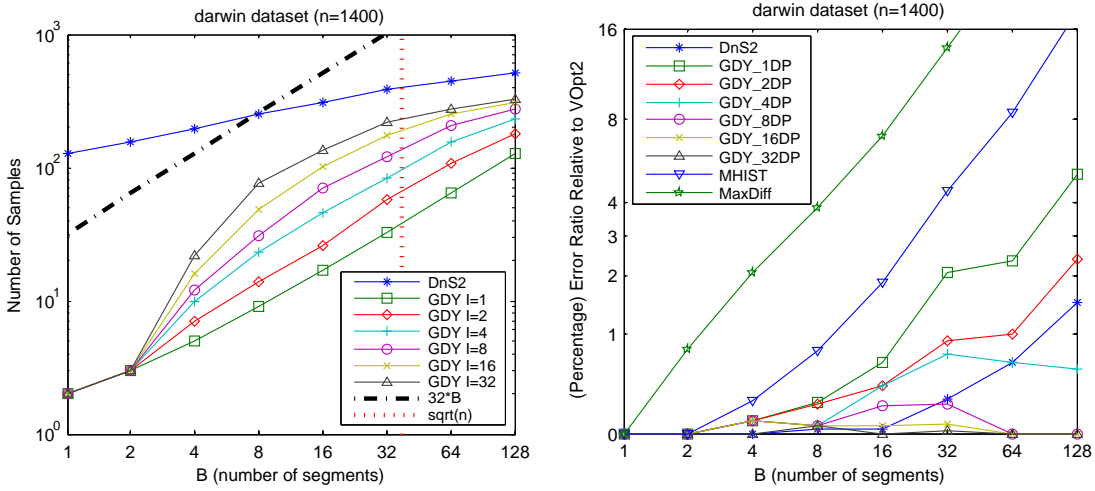 darwin dataset (n=1400)
10^3
10^2
10^1
10^0
Number of Samples
1 2 4 8 16 32 64 128
B (number of segments)
DnS2
GDY I=1
GDY I=2
GDY I=4
GDY I=8
GDY I=16
GDY I=32
32*B
sqrt(n)
darwin dataset (n=1400)
16
8
4
3
2
1
0
(Percentage) Error Ratio Relative to VOpt2
1 2 4 8 16 32 64 128
B (number of segments)
DnS2
GDY_1DP
GDY_2DP
GDY_4DP
GDY_8DP
GDY_16DP
GDY_32DP
MHIST
MaxDiff